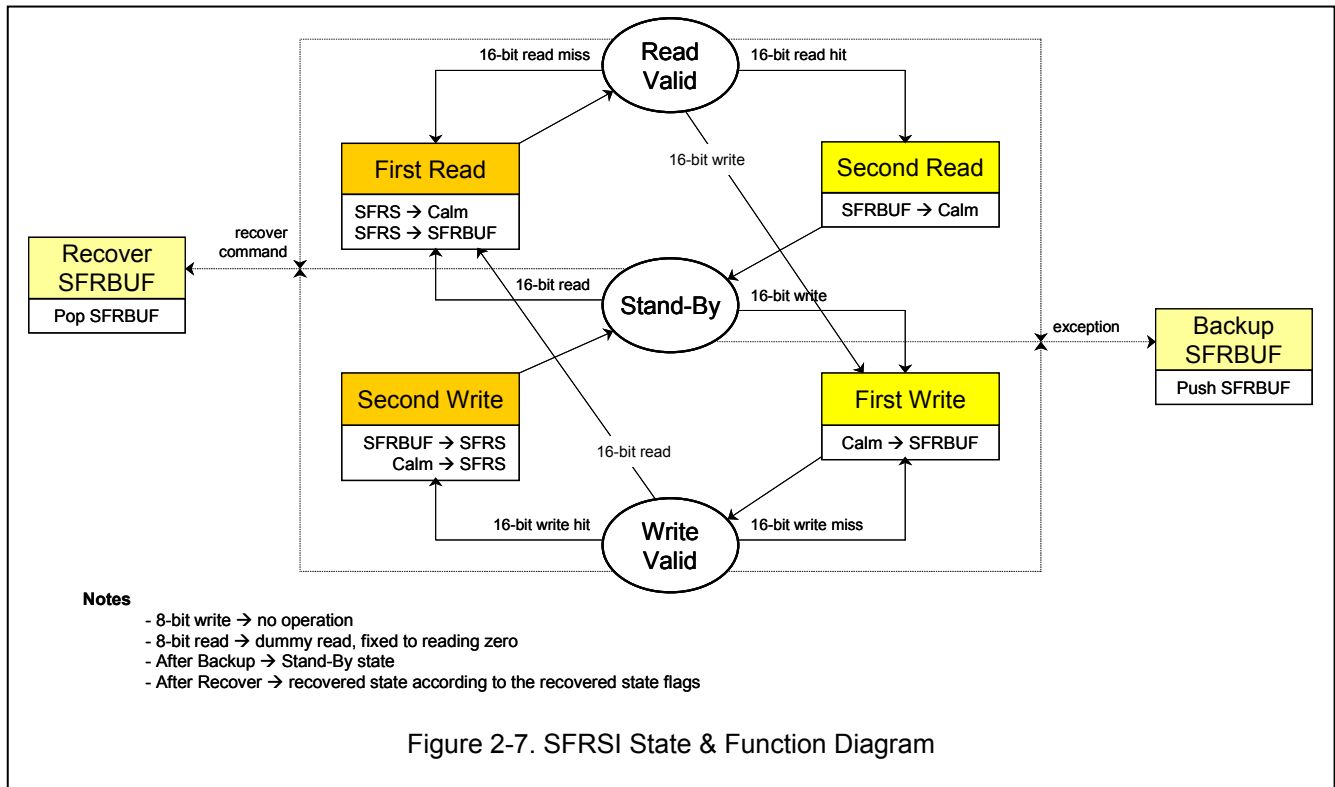 Read
Valid
16-bit read miss
16-bit read hit
16-bit write
First Read
SFRS → Calm
SFRS → SFRBUF
Second Read
SFRBUF → Calm
recover
command
Recover
SFRBUF
Pop SFRBUF
Stand-By
16-bit read
16-bit write
exception
Backup
SFRBUF
Push SFRBUF
Second Write
SFRBUF → SFRS
Calm → SFRS
First Write
Calm → SFRBUF
16-bit read
Write
Valid
16-bit write hit
16-bit write miss
Notes
- 8-bit write → no operation
- 8-bit read → dummy read, fixed to reading zero
- After Backup → Stand-By state
- After Recover → recovered state according to the recovered state flags
Figure 2-7. SFRSI State & Function Diagram